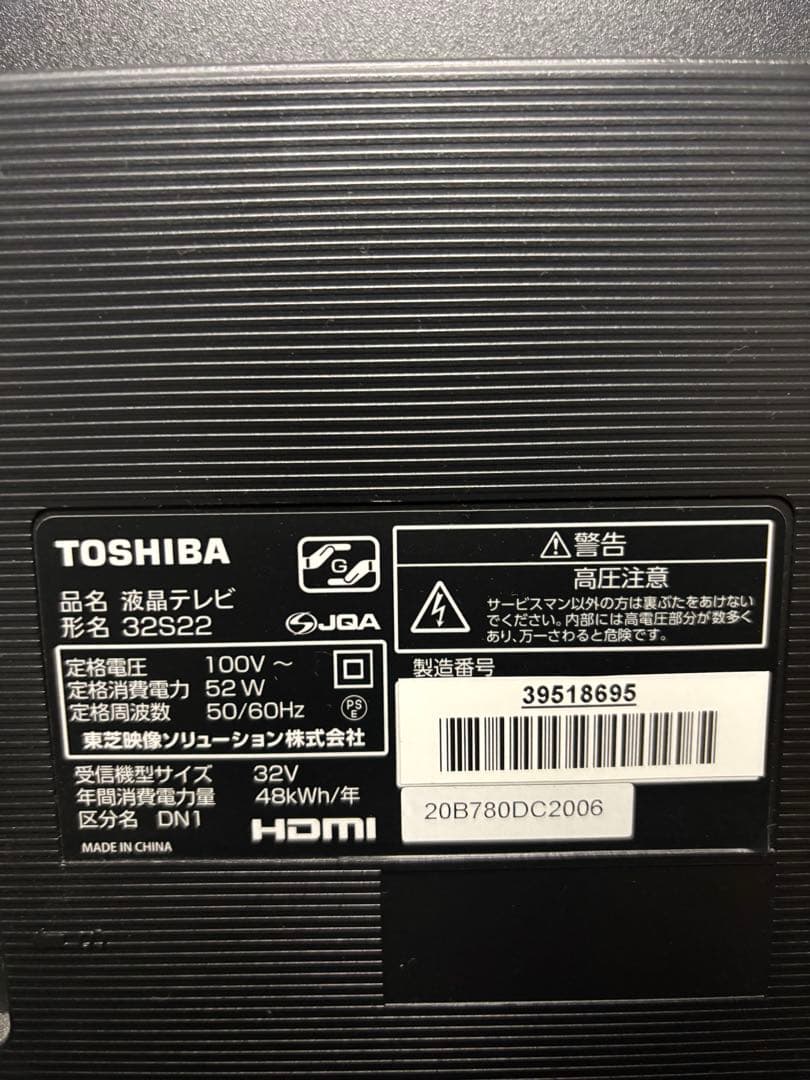 TOSHIBA
品名 液晶テレビ
形名 32S22
G
JQA
定格電圧 100V～
定格消費電力 52W
定格周波数 50/60Hz
PS
E
東芝映像ソリューション株式会社
受信機型サイズ 32V
年間消費電力量 48kWh/年
区分名 DN1
HDMI
MADE IN CHINA
警告
高圧注意
サービスマン以外の方は裏ぶたをあけない
でください。内部には高電圧部分が数多く
あり、万一さわると危険です。
製造番号
39518695
20B780DC2006